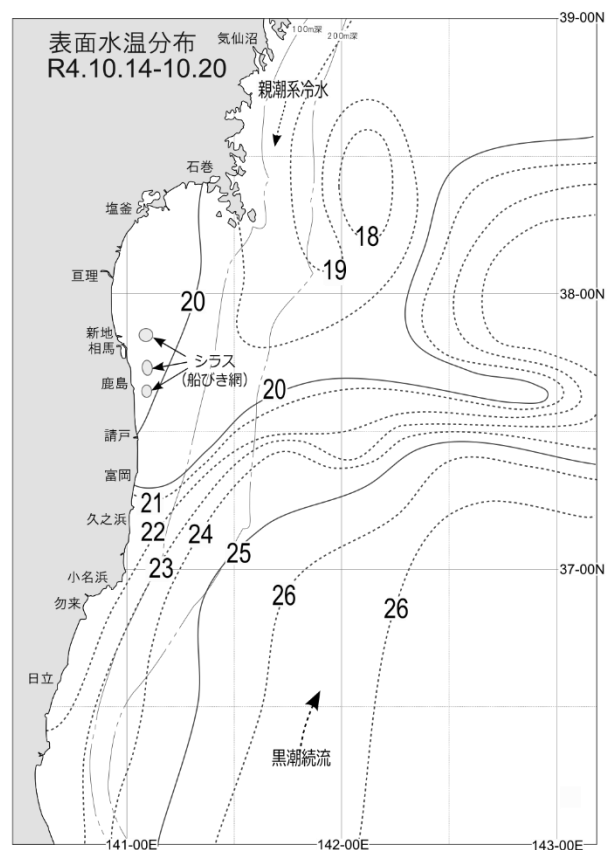 表面水温分布
R4.10.14-10.20
気仙沼
100m深
200m深
39-00N
親潮系冷水
石巻
塩釜
18
19
亘理
20
38-00N
新地
相馬
シラス
(船びき網)
鹿島
20
請戸
富岡
21
久之浜
22
24
25
23
37-00N
小名浜
26
26
勿来
日立
黒潮続流
141-00E
142-00E
143-00E